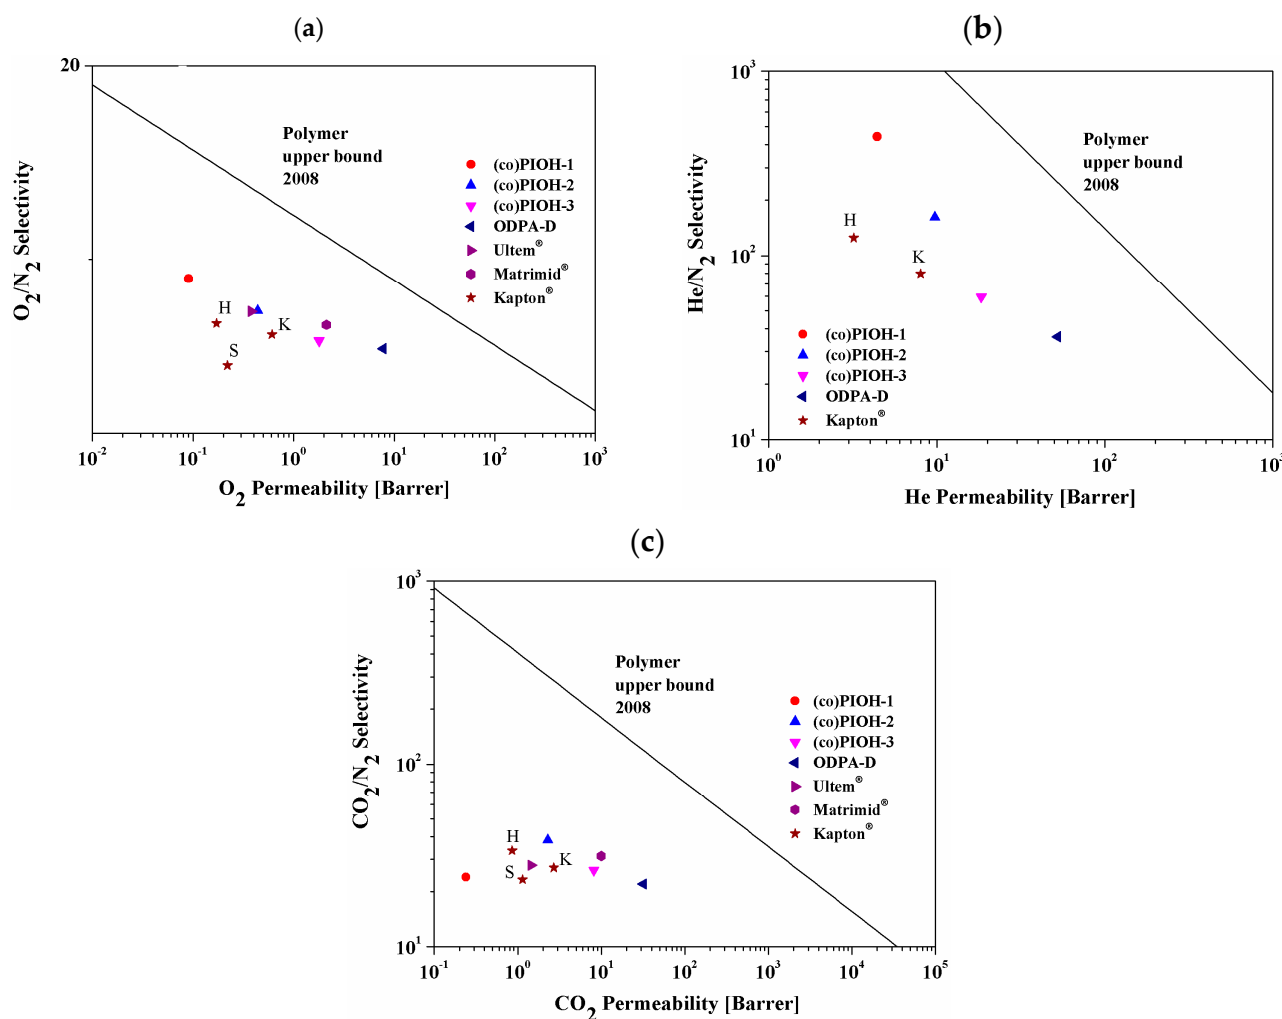 (a)
20
O2/N2 Selectivity
Polymer
upper bound
2008
(co)PIOH-1
(co)PIOH-2
(co)PIOH-3
ODPA-D
Ultem®
Matrimid®
Kapton®
H
K
S
10-2
10-1
100
101
102
103
O2 Permeability [Barrer]
(b)
103
102
101
He/N2 Selectivity
Polymer
upper bound
2008
H
K
(co)PIOH-1
(co)PIOH-2
(co)PIOH-3
ODPA-D
Kapton®
100
101
102
103
He Permeability [Barrer]
(c)
103
102
101
CO2/N2 Selectivity
Polymer
upper bound
2008
(co)PIOH-1
(co)PIOH-2
(co)PIOH-3
ODPA-D
Ultem®
Matrimid®
Kapton®
H
K
S
10-1
100
101
102
103
104
105
CO2 Permeability [Barrer]